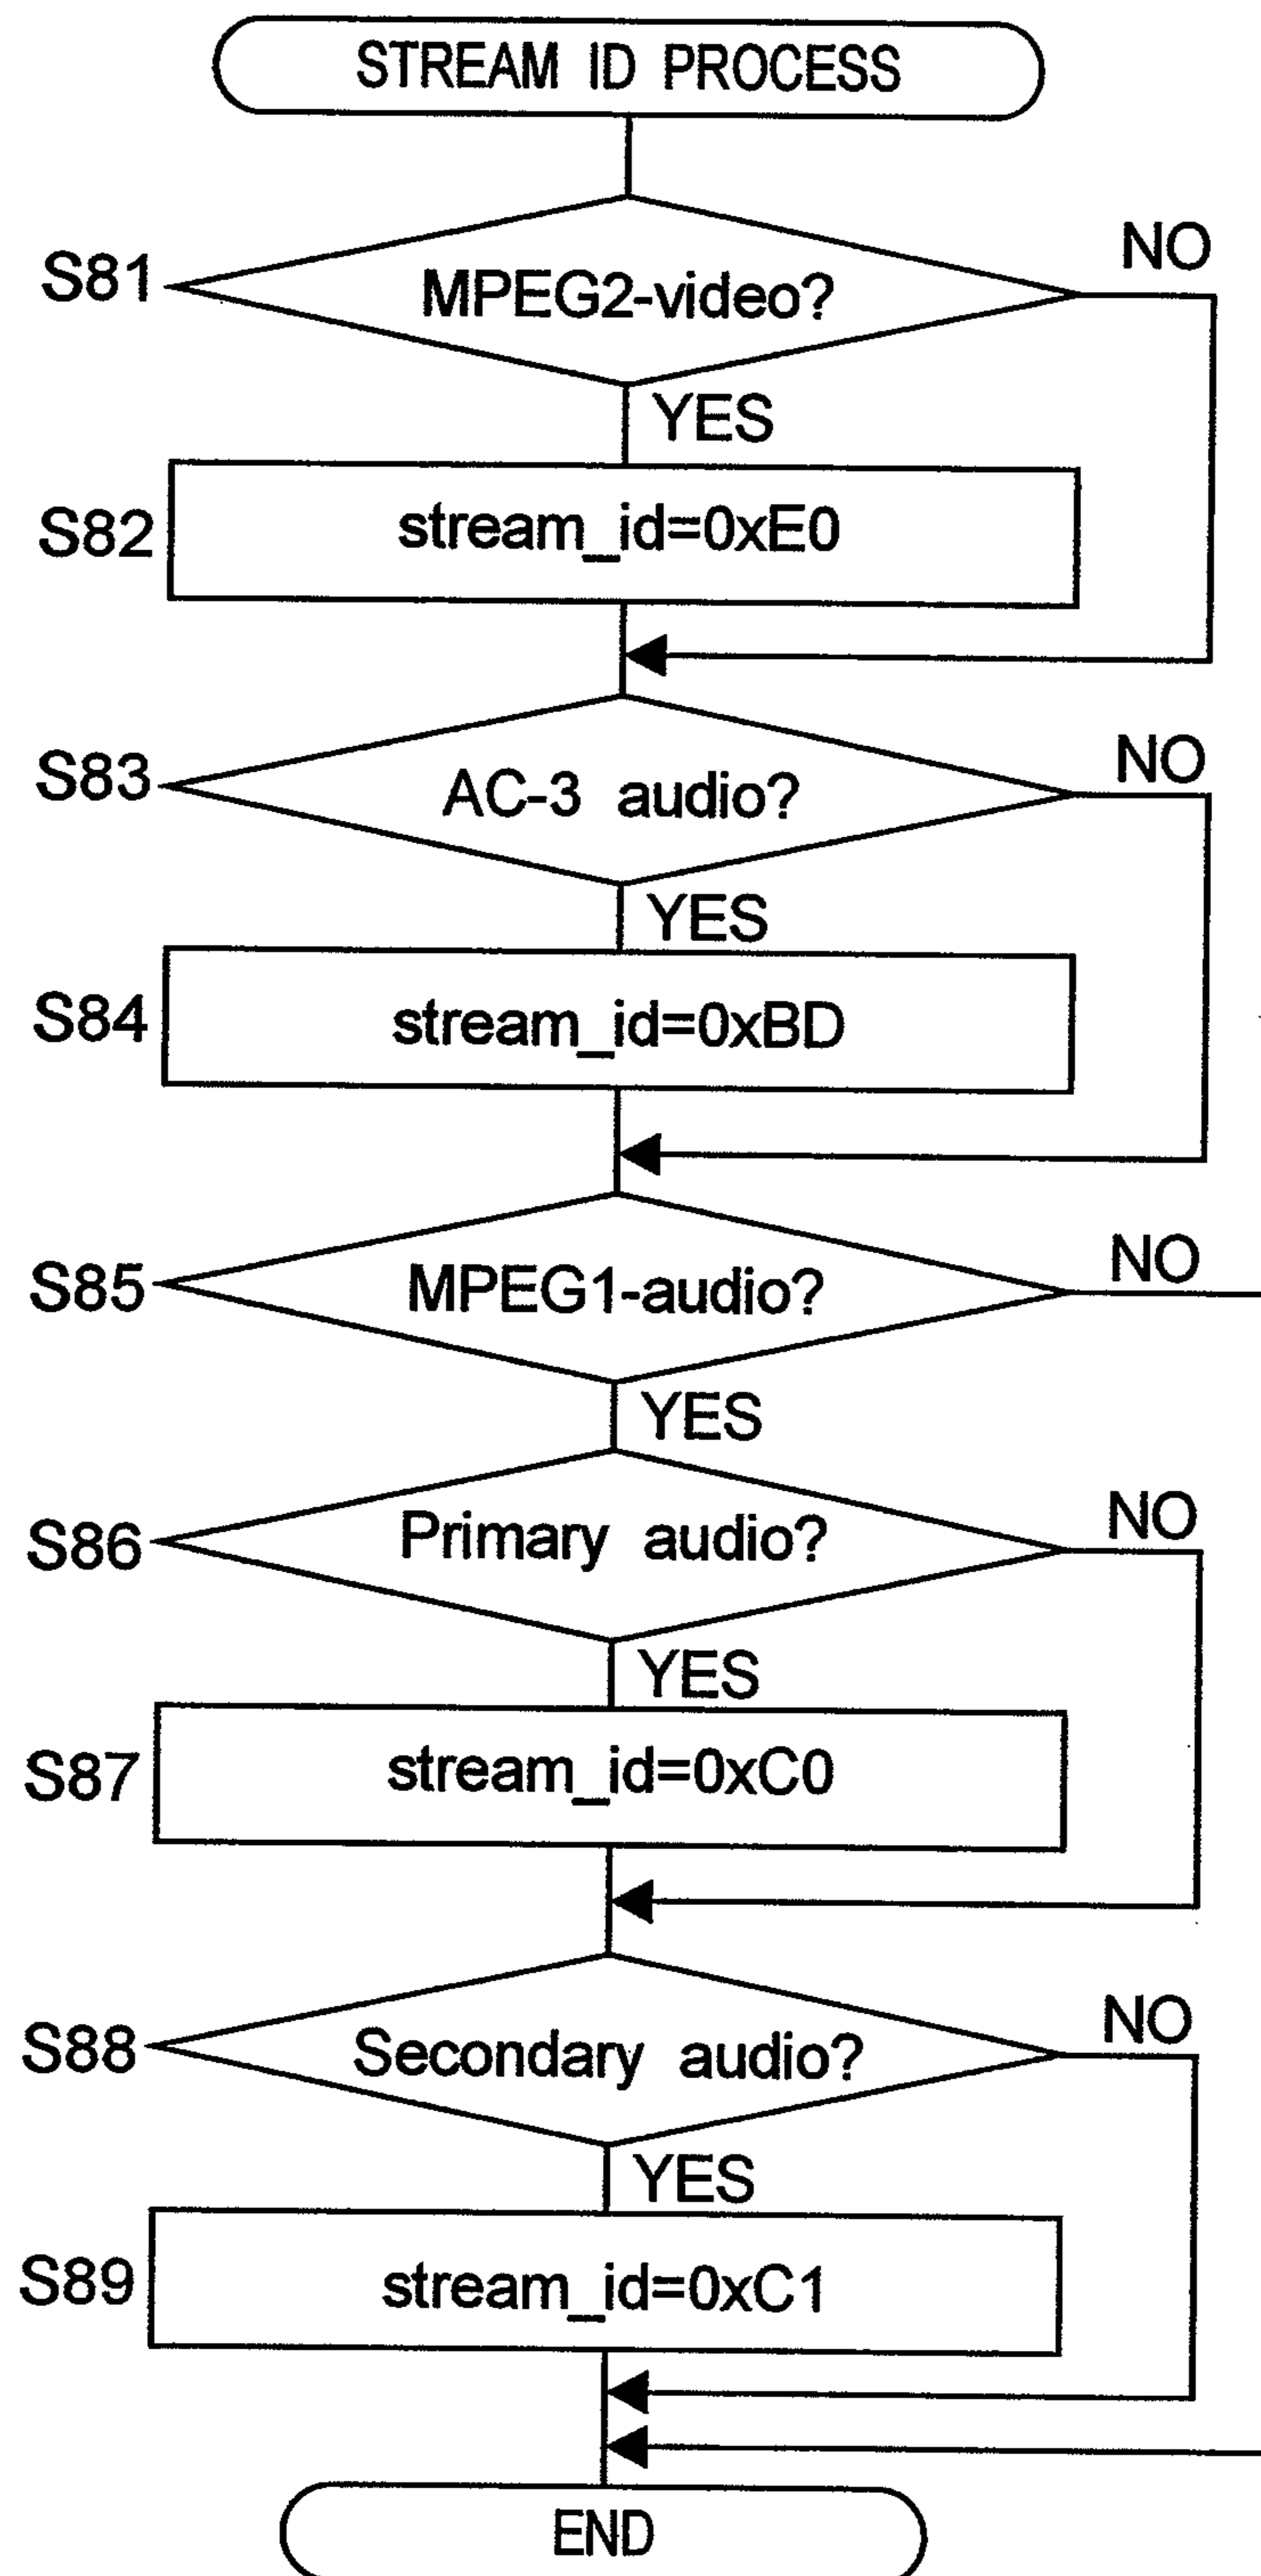 STREAM ID PROCESS
S81
MPEG2-video?
NO
YES
S82
stream_id=0xE0
S83
AC-3 audio?
NO
YES
S84
stream_id=0xBD
S85
MPEG1-audio?
NO
YES
S86
Primary audio?
NO
YES
S87
stream_id=0xC0
S88
Secondary audio?
NO
YES
S89
stream_id=0xC1
END